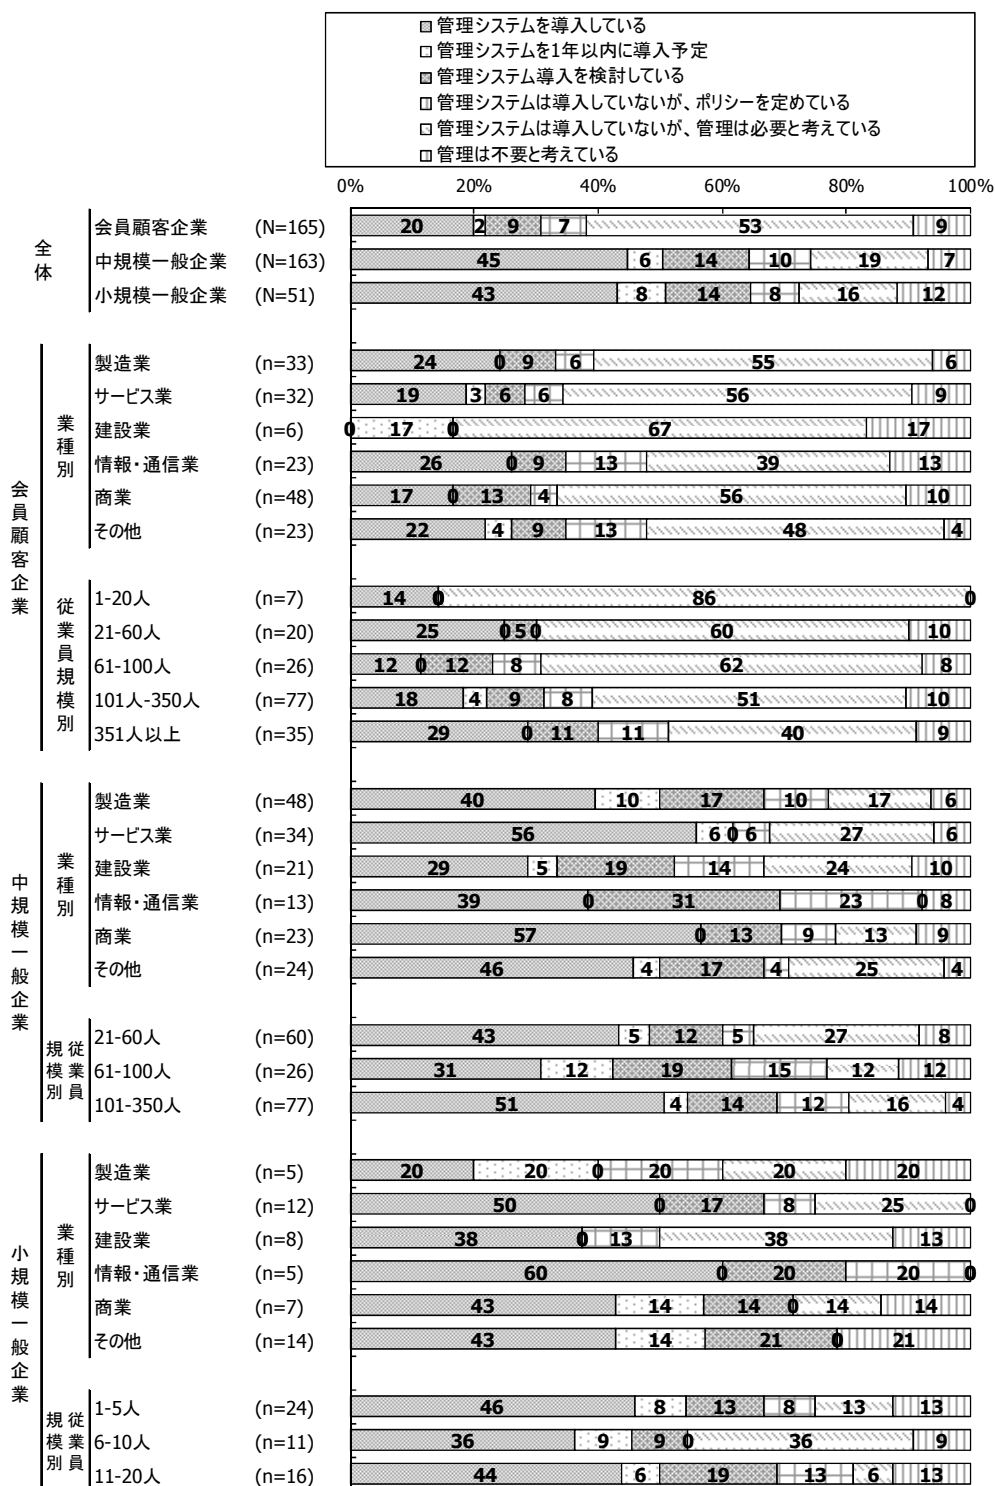 管理システムを導入している
管理システムを1年以内に導入予定
管理システム導入を検討している
管理システムは導入していないが、ポリシーを定めている
管理システムは導入していないが、管理は必要と考えている
管理は不要と考えている
0% 20% 40% 60% 80% 100%
全体
会員顧客企業 (N=165) 20 2 9 7 53 9
中規模一般企業 (N=163) 45 6 14 10 19 7
小規模一般企業 (N=51) 43 8 14 8 16 12
会員顧客企業
業種別
製造業 (n=33) 24 0 9 6 55 6
サービス業 (n=32) 19 3 6 6 56 9
建設業 (n=6) 0 17 0 67 17
情報・通信業 (n=23) 26 0 9 13 39 13
商業 (n=48) 17 0 13 4 56 10
その他 (n=23) 22 4 9 13 48 4
従業員規模別
1-20人 (n=7) 14 0 86 0
21-60人 (n=20) 25 0 5 0 60 10
61-100人 (n=26) 12 0 12 8 62 8
101人-350人 (n=77) 18 4 9 8 51 10
351人以上 (n=35) 29 0 11 11 40 9
中規模一般企業
業種別
製造業 (n=48) 40 10 17 10 17 6
サービス業 (n=34) 56 6 0 6 27 6
建設業 (n=21) 29 5 19 14 24 10
情報・通信業 (n=13) 39 0 31 23 0 8
商業 (n=23) 57 0 13 9 13 9
その他 (n=24) 46 4 17 4 25 4
従業員規模別
21-60人 (n=60) 43 5 12 5 27 8
61-100人 (n=26) 31 12 19 15 12 12
101-350人 (n=77) 51 4 14 12 16 4
小規模一般企業
業種別
製造業 (n=5) 20 20 0 20 20 20
サービス業 (n=12) 50 0 17 8 25 0
建設業 (n=8) 38 0 13 38 13
情報・通信業 (n=5) 60 0 20 20 0
商業 (n=7) 43 14 14 0 14 14
その他 (n=14) 43 14 21 0 21
従業員規模別
1-5人 (n=24) 46 8 13 8 13 13
6-10人 (n=11) 36 9 9 0 36 9
11-20人 (n=16) 44 6 19 13 6 13